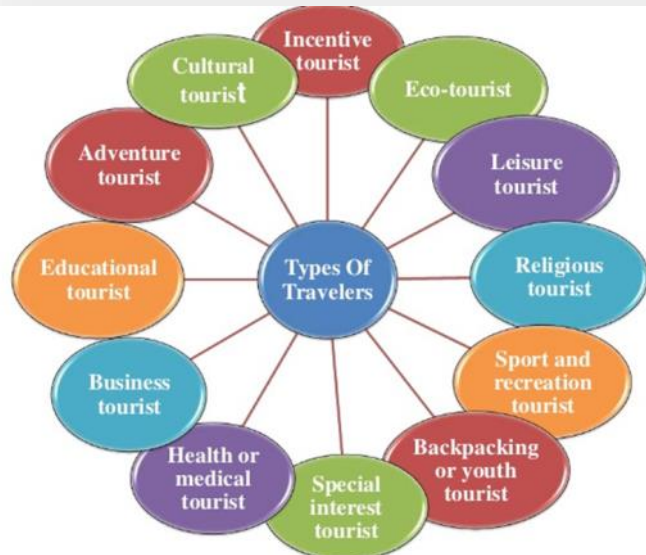 Types Of
Travelers
Incentive
tourist
Eco-tourist
Leisure
tourist
Religious
tourist
Sport and
recreation
tourist
Backpacking
or youth
tourist
Special
interest
tourist
Health or
medical
tourist
Business
tourist
Educational
tourist
Adventure
tourist
Cultural
tourist